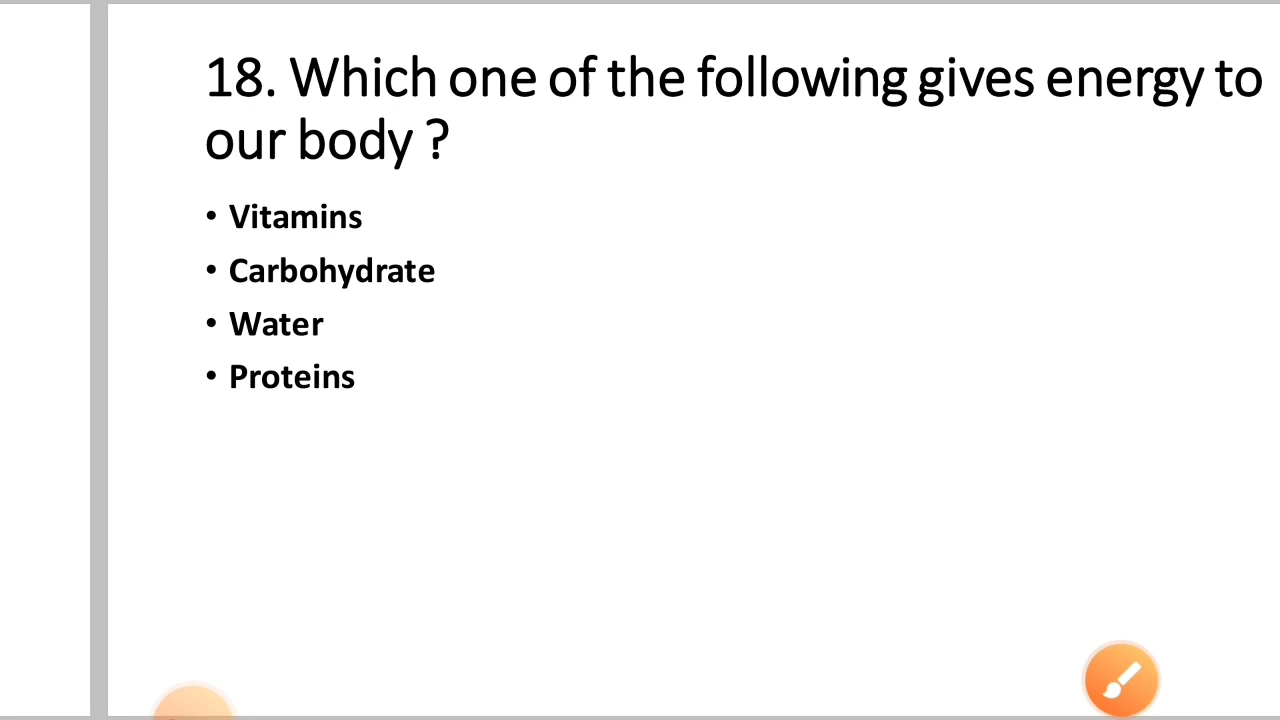 18. Which one of the following gives energy to
our body ?
• Vitamins
• Carbohydrate
• Water
• Proteins